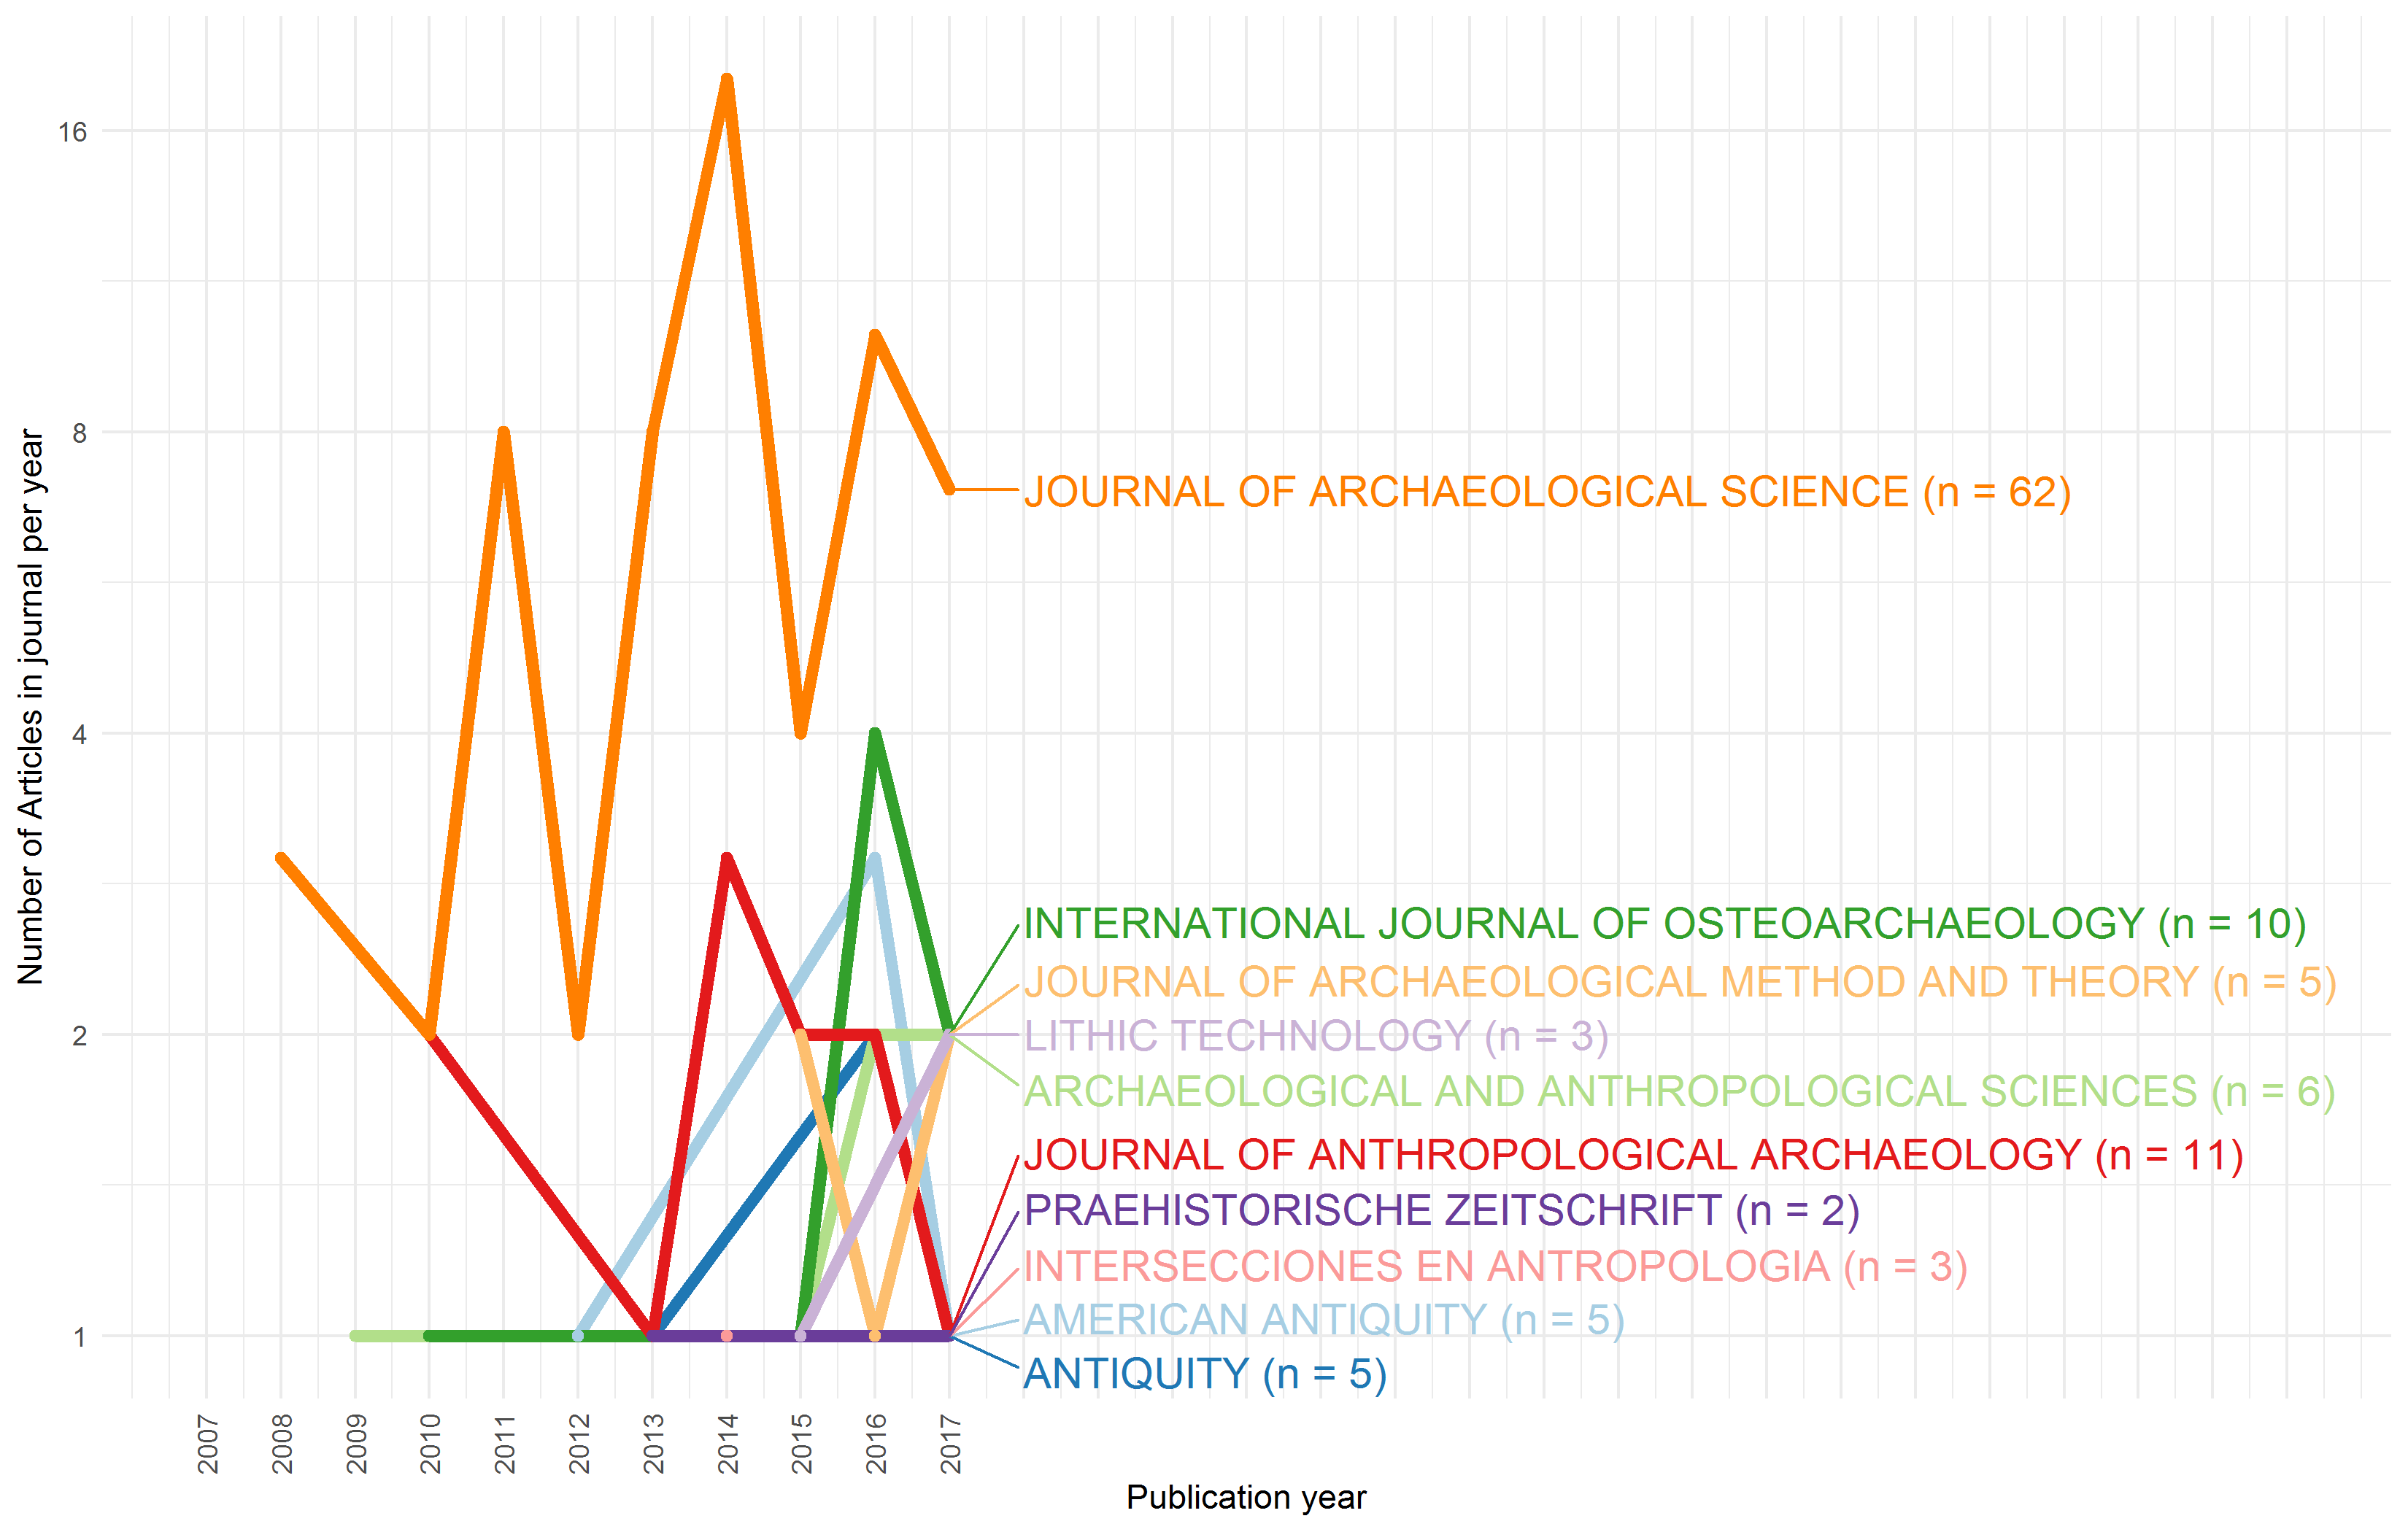 16
8
4
2
1
Number of Articles in journal per year
JOURNAL OF ARCHAEOLOGICAL SCIENCE (n = 62)
INTERNATIONAL JOURNAL OF OSTEOARCHAEOLOGY (n = 10)
JOURNAL OF ARCHAEOLOGICAL METHOD AND THEORY (n = 5)
LITHIC TECHNOLOGY (n = 3)
ARCHAEOLOGICAL AND ANTHROPOLOGICAL SCIENCES (n = 6)
JOURNAL OF ANTHROPOLOGICAL ARCHAEOLOGY (n = 11)
PRAEHISTORISCHE ZEITSCHRIFT (n = 2)
INTERSECCIONES EN ANTROPOLOGIA (n = 3)
AMERICAN ANTIQUITY (n = 5)
ANTIQUITY (n = 5)
2007
2008
2009
2010
2011
2012
2013
2014
2015
2016
2017
Publication year